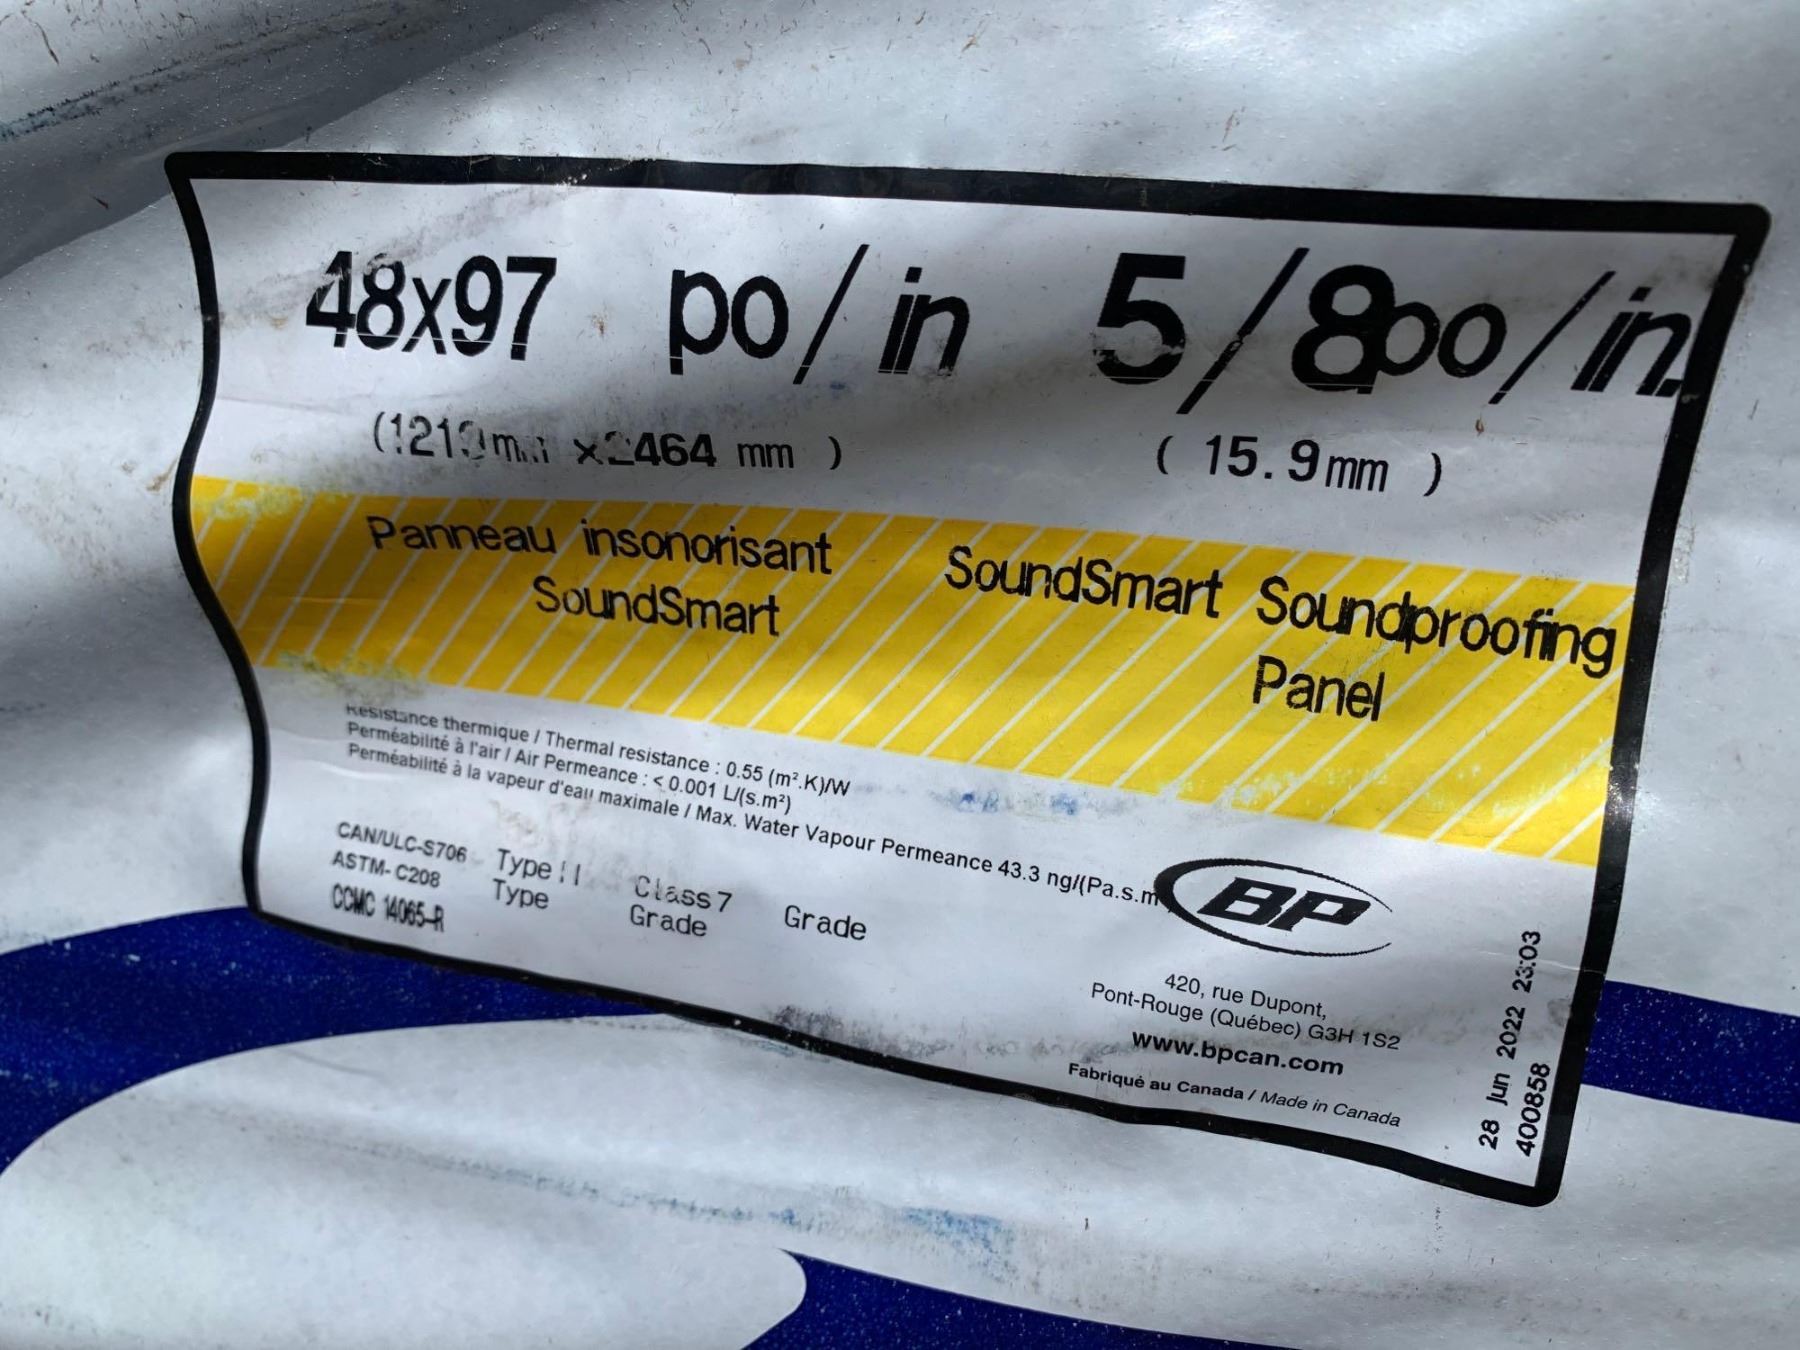 48x97 po/in 5/8po/in.
(1219mm x2464 mm ) ( 15.9mm )
Panneau insonorisant
SoundSmart
SoundSmart Soundproofing
Panel
Résistance thermique / Thermal resistance : 0.55 (m².K)/W
Perméabilité à l'air / Air Permeance : < 0.001 L/(s.m²)
Perméabilité à la vapeur d'eau maximale / Max. Water Vapour Permeance 43.3 ng/(Pa.s.m
CAN/ULC-S706 Type II Class7 Grade
ASTM- C208 Type Grade
CCMC 14065-R
BP
420, rue Dupont,
Pont-Rouge (Québec) G3H 1S2
www.bpcan.com
Fabriqué au Canada / Made in Canada
28 Jun 2022 23:03
400858